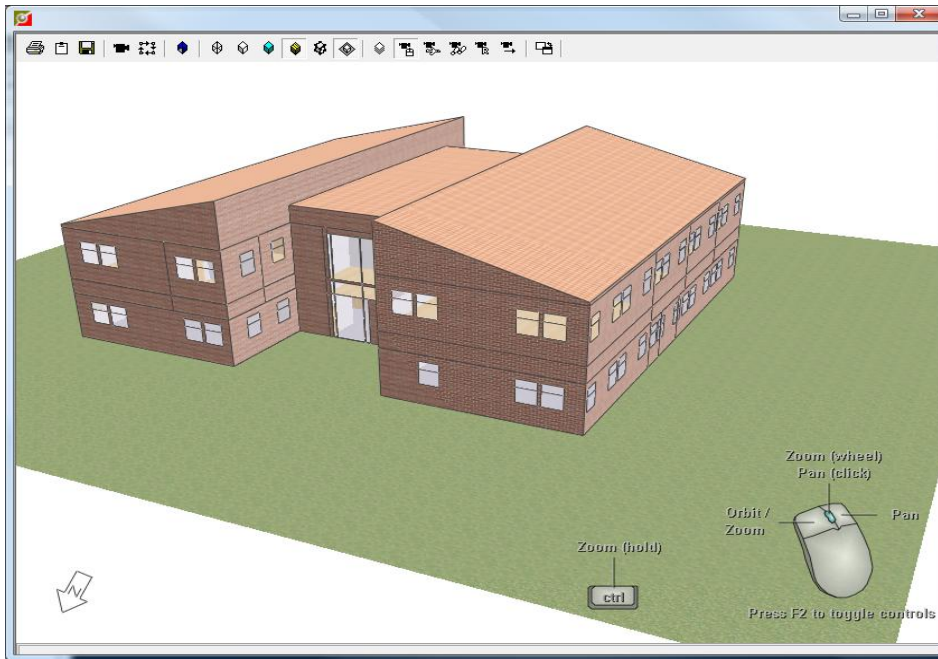 Zoom (wheel)
Pan (click)
Orbit /
Zoom
Pan
Zoom (hold)
ctrl
Press F2 to toggle controls
N